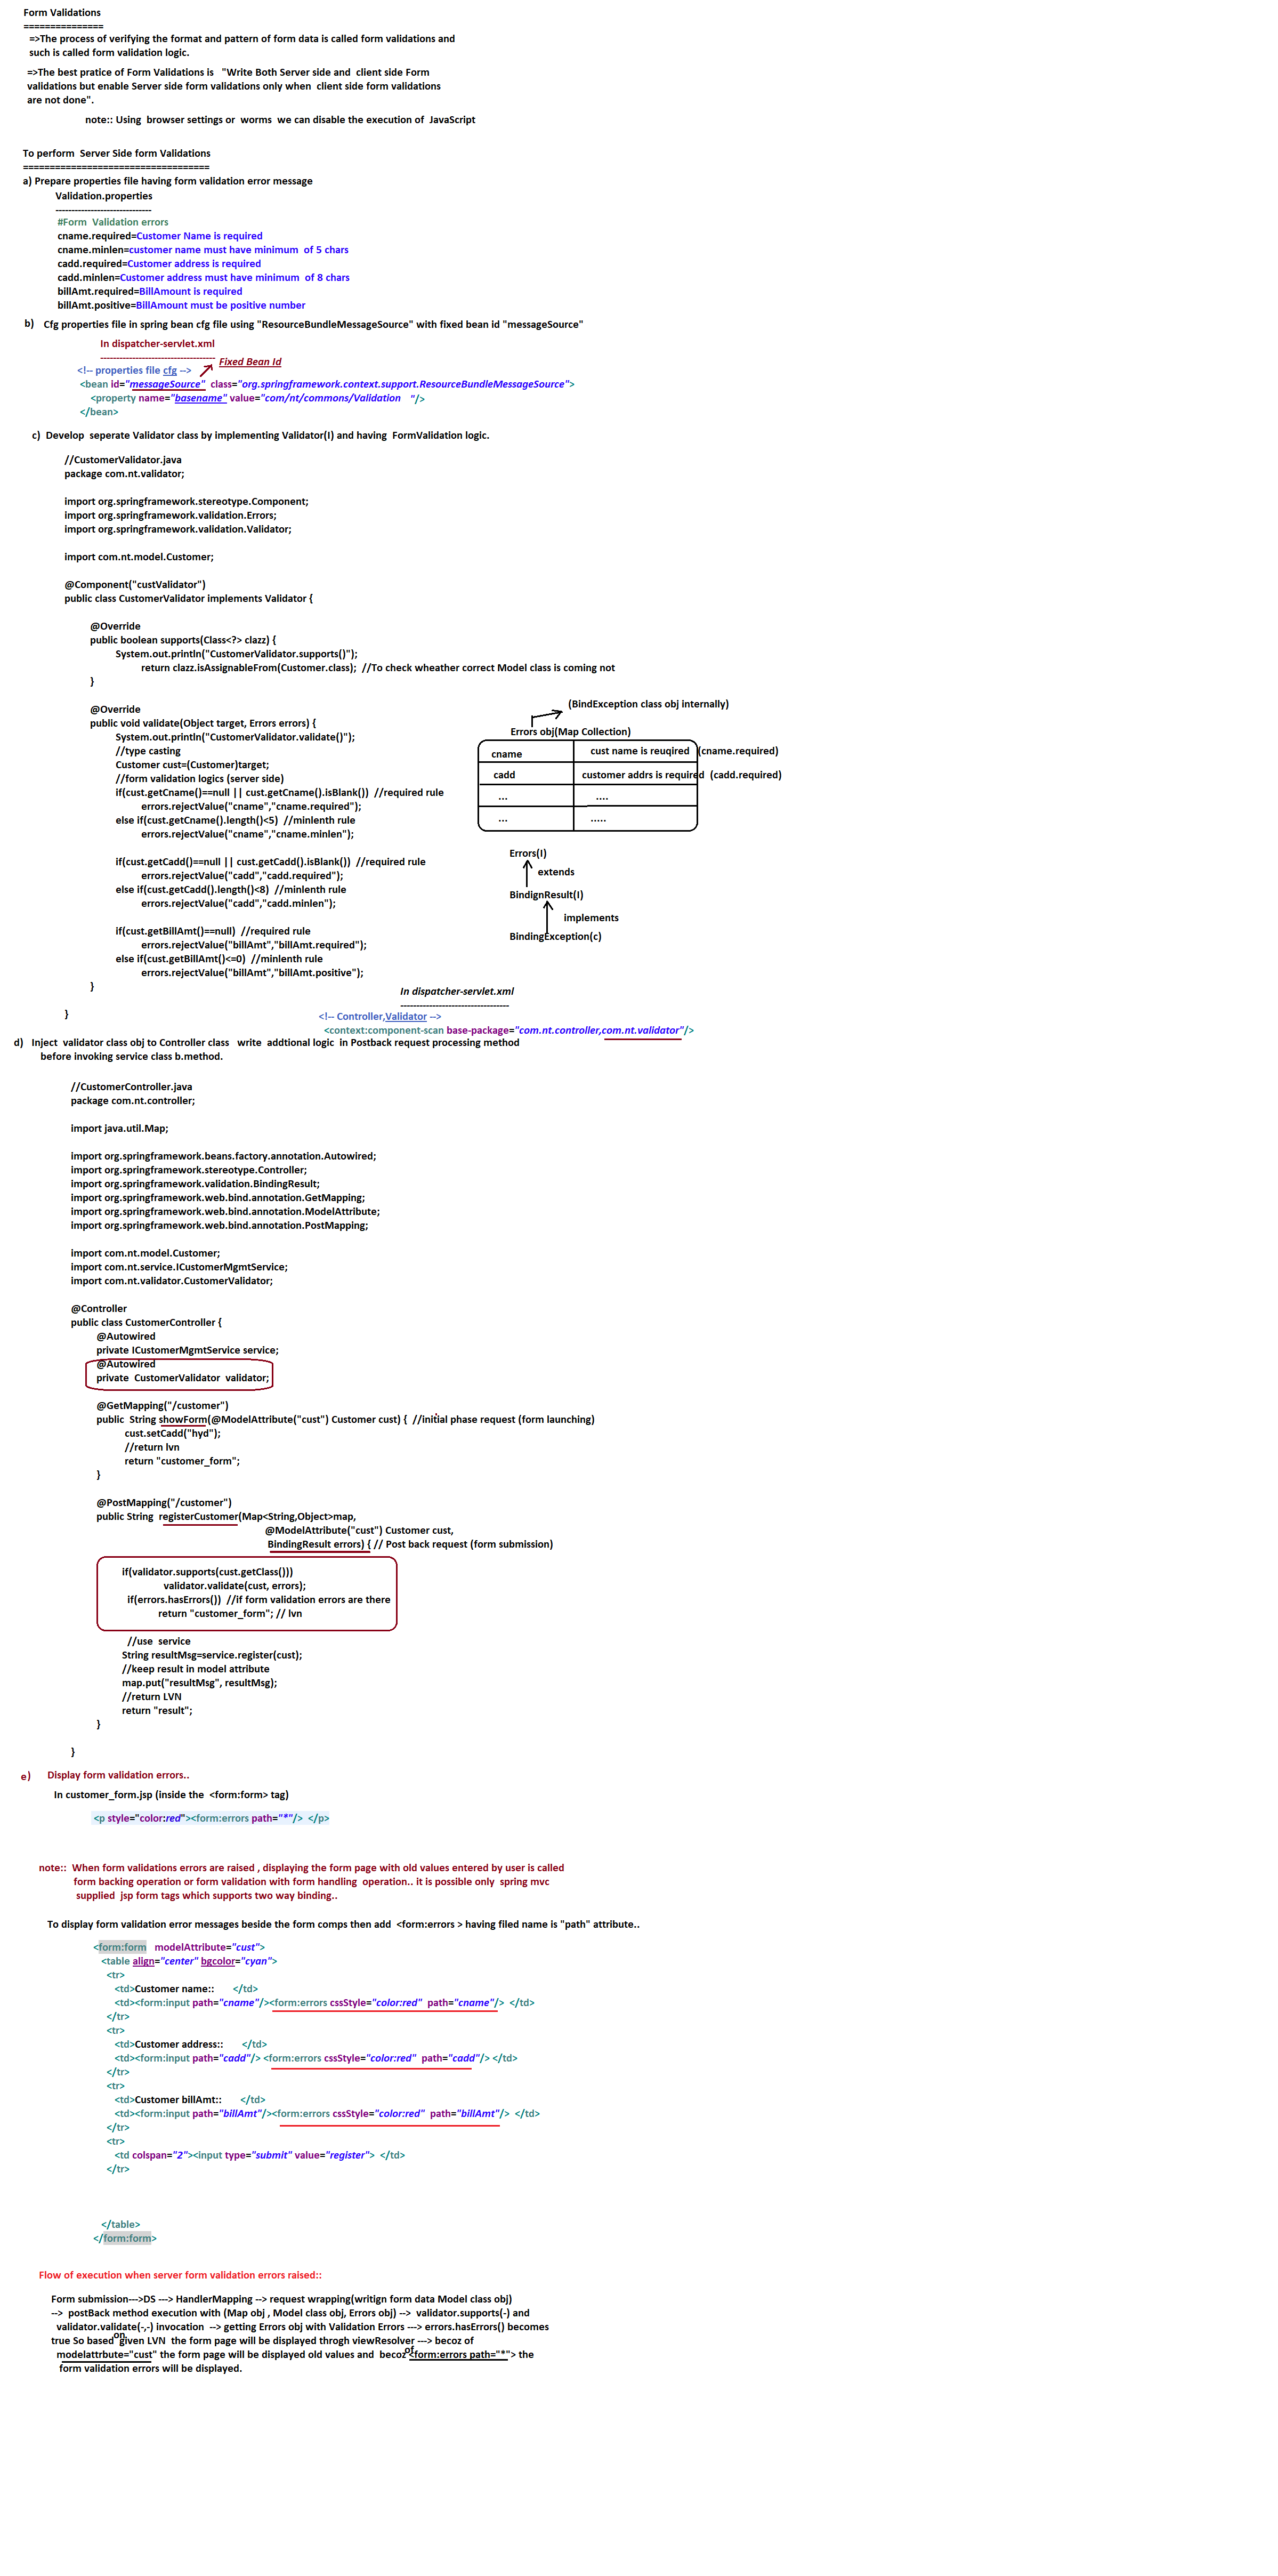 Form Validations
===============
=>The process of verifying the format and pattern of form data is called form validations and
such is called form validation logic.
=>The best pratice of Form Validations is "Write Both Server side and client side Form
validations but enable Server side form validations only when client side form validations
are not done".
note:: Using browser settings or worms we can disable the execution of JavaScript
To perform Server Side form Validations
===================================
a) Prepare properties file having form validation error message
Validation.properties
------------------------------
#Form Validation errors
cname.required=Customer Name is required
cname.minlen=customer name must have minimum of 5 chars
cadd.required=Customer address is required
cadd.minlen=Customer address must have minimum of 8 chars
billAmt.required=BillAmount is required
billAmt.positive=BillAmount must be positive number
b) Cfg properties file in spring bean cfg file using "ResourceBundleMessageSource" with fixed bean id "messageSource"
In dispatcher-servlet.xml
------------------------------------
Fixed Bean Id
<!-- properties file cfg -->
<bean id="messageSource" class="org.springframework.context.support.ResourceBundleMessageSource">
<property name="basename" value="com/nt/commons/Validation "/>
</bean>
c) Develop seperate Validator class by implementing Validator(I) and having FormValidation logic.
//CustomerValidator.java
package com.nt.validator;
import org.springframework.stereotype.Component;
import org.springframework.validation.Errors;
import org.springframework.validation.Validator;
import com.nt.model.Customer;
@Component("custValidator")
public class CustomerValidator implements Validator {
@Override
public boolean supports(Class<?> clazz) {
System.out.println("CustomerValidator.supports()");
return clazz.isAssignableFrom(Customer.class); //To check wheather correct Model class is coming not
}
@Override
public void validate(Object target, Errors errors) {
System.out.println("CustomerValidator.validate()");
//type casting
Customer cust=(Customer)target;
//form validation logics (server side)
if(cust.getCname()==null || cust.getCname().isBlank()) //required rule
errors.rejectValue("cname","cname.required");
else if(cust.getCname().length()<5) //minlenth rule
errors.rejectValue("cname","cname.minlen");
if(cust.getCadd()==null || cust.getCadd().isBlank()) //required rule
errors.rejectValue("cadd","cadd.required");
else if(cust.getCadd().length()<8) //minlenth rule
errors.rejectValue("cadd","cadd.minlen");
if(cust.getBillAmt()==null) //required rule
errors.rejectValue("billAmt","billAmt.required");
else if(cust.getBillAmt()<=0) //minlenth rule
errors.rejectValue("billAmt","billAmt.positive");
}
}
(BindException class obj internally)
Errors obj(Map Collection)
cname cust name is reuqired (cname.required)
cadd customer addrs is required (cadd.required)
... ....
... .....
Errors(I)
extends
BindignResult(I)
implements
BindingException(c)
In dispatcher-servlet.xml
----------------------------------
<!-- Controller,Validator -->
<context:component-scan base-package="com.nt.controller,com.nt.validator"/>
d) Inject validator class obj to Controller class write addtional logic in Postback request processing method
before invoking service class b.method.
//CustomerController.java
package com.nt.controller;
import java.util.Map;
import org.springframework.beans.factory.annotation.Autowired;
import org.springframework.stereotype.Controller;
import org.springframework.validation.BindingResult;
import org.springframework.web.bind.annotation.GetMapping;
import org.springframework.web.bind.annotation.ModelAttribute;
import org.springframework.web.bind.annotation.PostMapping;
import com.nt.model.Customer;
import com.nt.service.ICustomerMgmtService;
import com.nt.validator.CustomerValidator;
@Controller
public class CustomerController {
@Autowired
private ICustomerMgmtService service;
@Autowired
private CustomerValidator validator;
@GetMapping("/customer")
public String showForm(@ModelAttribute("cust") Customer cust) { //initial phase request (form launching)
cust.setCadd("hyd");
//return lvn
return "customer_form";
}
@PostMapping("/customer")
public String registerCustomer(Map<String,Object>map,
@ModelAttribute("cust") Customer cust,
BindingResult errors) { // Post back request (form submission)
if(validator.supports(cust.getClass()))
validator.validate(cust, errors);
if(errors.hasErrors()) //if form validation errors are there
return "customer_form"; // lvn
//use service
String resultMsg=service.register(cust);
//keep result in model attribute
map.put("resultMsg", resultMsg);
//return LVN
return "result";
}
}
e) Display form validation errors..
In customer_form.jsp (inside the <form:form> tag)
<p style="color:red"><form:errors path="*"/> </p>
note:: When form validations errors are raised , displaying the form page with old values entered by user is called
form backing operation or form validation with form handling operation.. it is possible only spring mvc
supplied jsp form tags which supports two way binding..
To display form validation error messages beside the form comps then add <form:errors > having filed name is "path" attribute..
<form:form modelAttribute="cust">
<table align="center" bgcolor="cyan">
<tr>
<td>Customer name:: </td>
<td><form:input path="cname"/><form:errors cssStyle="color:red" path="cname"/> </td>
</tr>
<tr>
<td>Customer address:: </td>
<td><form:input path="cadd"/> <form:errors cssStyle="color:red" path="cadd"/> </td>
</tr>
<tr>
<td>Customer billAmt:: </td>
<td><form:input path="billAmt"/><form:errors cssStyle="color:red" path="billAmt"/> </td>
</tr>
<tr>
<td colspan="2"><input type="submit" value="register"> </td>
</tr>
</table>
</form:form>
Flow of execution when server form validation errors raised::
Form submission--->DS ---> HandlerMapping --> request wrapping(writign form data Model class obj)
--> postBack method execution with (Map obj , Model class obj, Errors obj) --> validator.supports(-) and
validator.validate(-,-) invocation --> getting Errors obj with Validation Errors ---> errors.hasErrors() becomes
true So based on given LVN the form page will be displayed throgh viewResolver ---> becoz of
modelattrbute="cust" the form page will be displayed old values and becoz of <form:errors path="*"> the
form validation errors will be displayed.